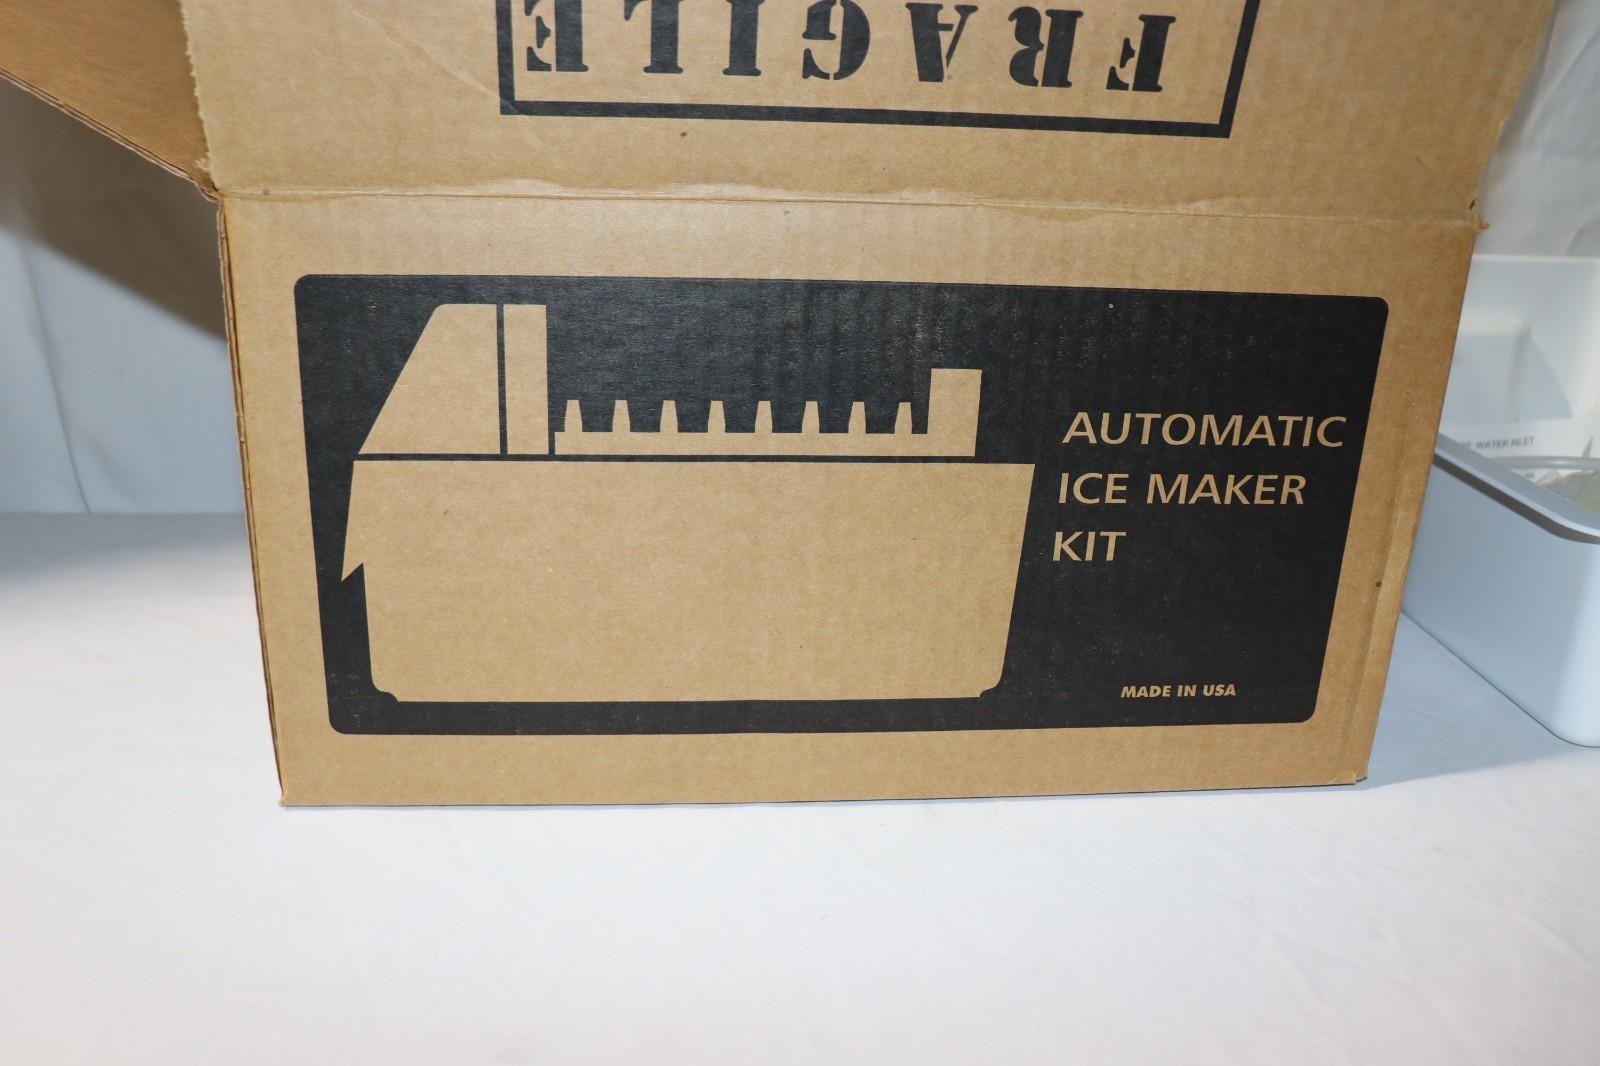 FRAGILE
AUTOMATIC
ICE MAKER
KIT
MADE IN USA
WATER INLET